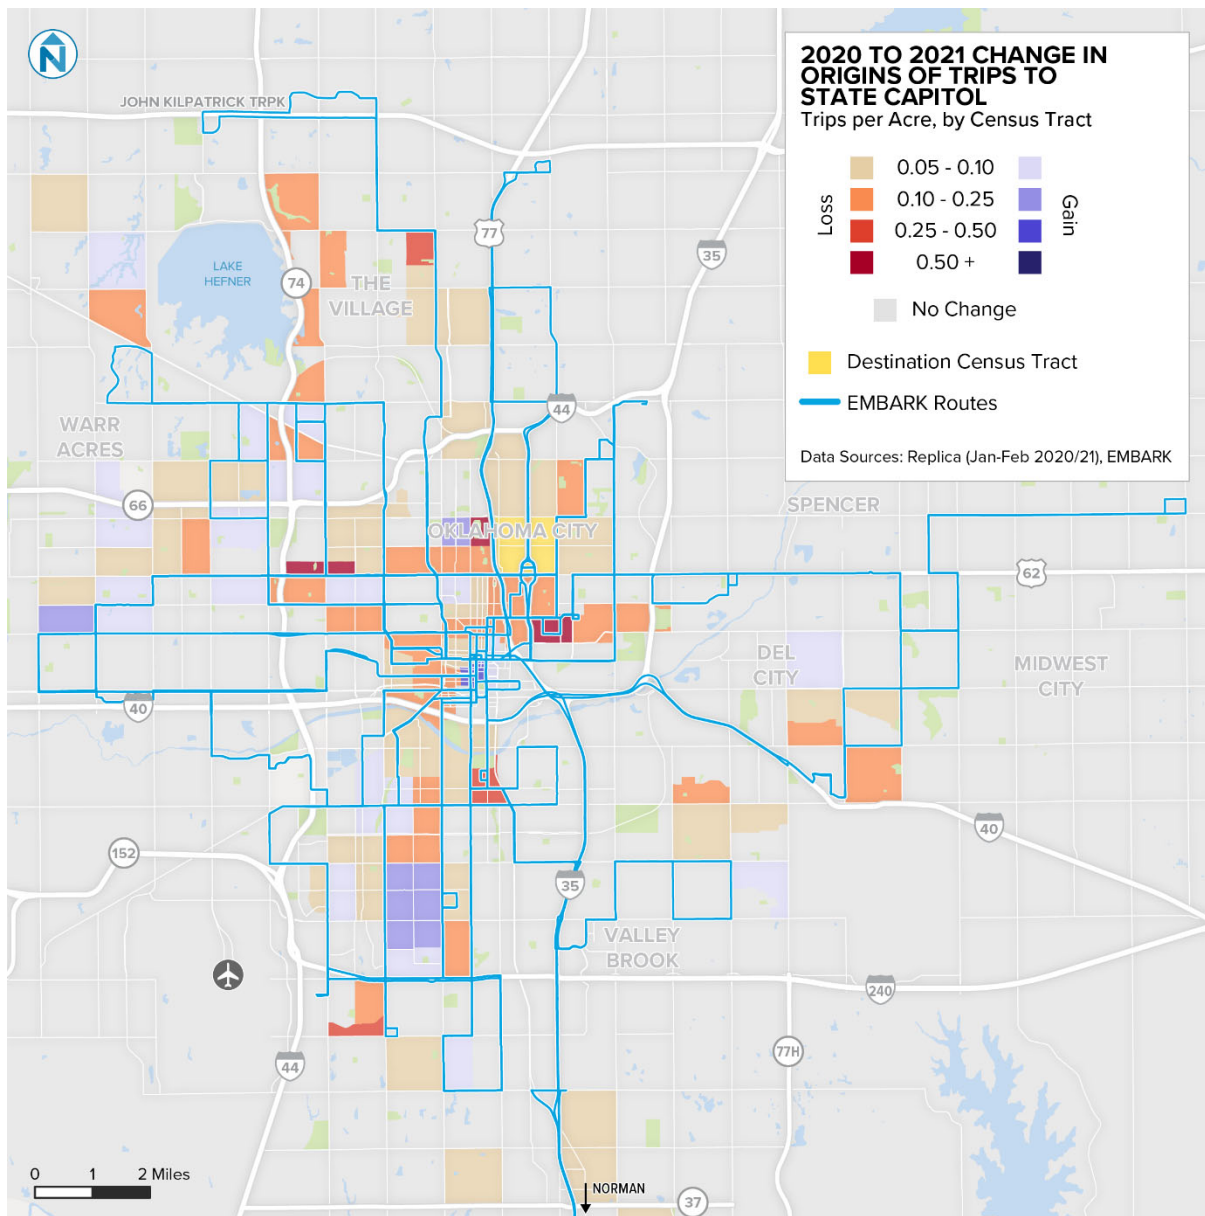 N
2020 TO 2021 CHANGE IN
ORIGINS OF TRIPS TO
STATE CAPITOL
Trips per Acre, by Census Tract
Loss
Gain
0.05 - 0.10
0.10 - 0.25
0.25 - 0.50
0.50 +
No Change
Destination Census Tract
EMBARK Routes
Data Sources: Replica (Jan-Feb 2020/21), EMBARK
JOHN KILPATRICK TRPK
77
35
LAKE
HEFNER
74
THE
VILLAGE
44
WARR
ACRES
66
OKLAHOMA CITY
SPENCER
62
DEL
CITY
MIDWEST
CITY
40
40
152
35
VALLEY
BROOK
240
44
77H
0 1 2 Miles
NORMAN
37